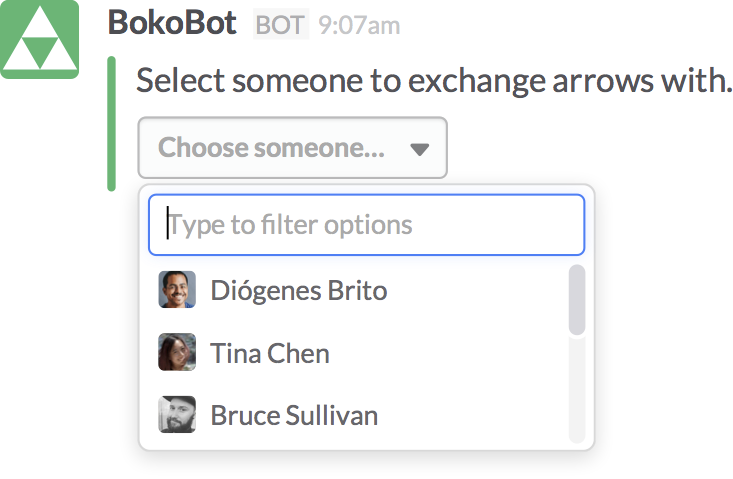 BokoBot BOT 9:07am
Select someone to exchange arrows with.
Choose someone...
Type to filter options
Diógenes Brito
Tina Chen
Bruce Sullivan